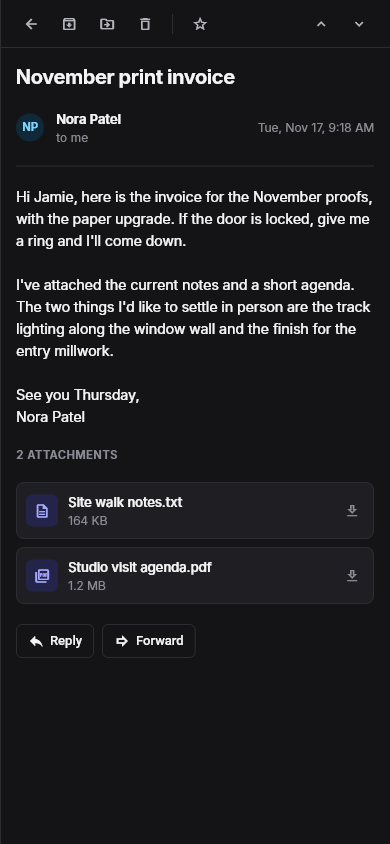 November print invoice
NP
Nora Patel
to me
Tue, Nov 17, 9:18 AM
Hi Jamie, here is the invoice for the November proofs,
with the paper upgrade. If the door is locked, give me
a ring and I'll come down.
I've attached the current notes and a short agenda.
The two things I'd like to settle in person are the track
lighting along the window wall and the finish for the
entry millwork.
See you Thursday,
Nora Patel
2 ATTACHMENTS
Site walk notes.txt
164 KB
Studio visit agenda.pdf
1.2 MB
Reply
Forward